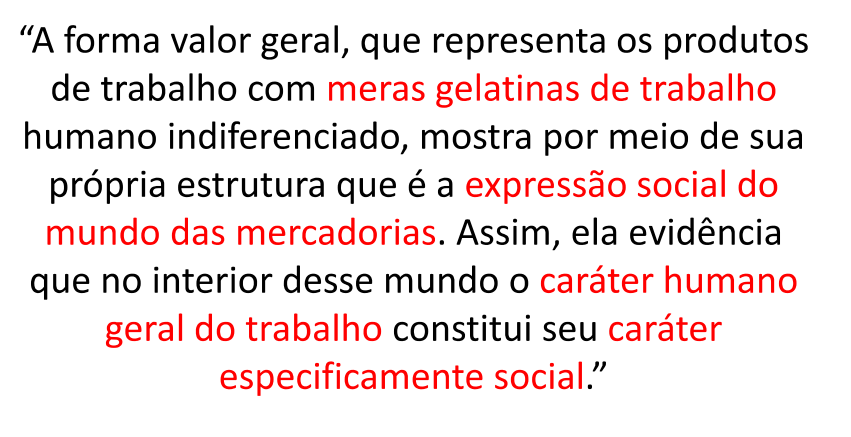 “A forma valor geral, que representa os produtos
de trabalho com meras gelatinas de trabalho
humano indiferenciado, mostra por meio de sua
própria estrutura que é a expressão social do
mundo das mercadorias. Assim, ela evidência
que no interior desse mundo o caráter humano
geral do trabalho constitui seu caráter
especificamente social.”